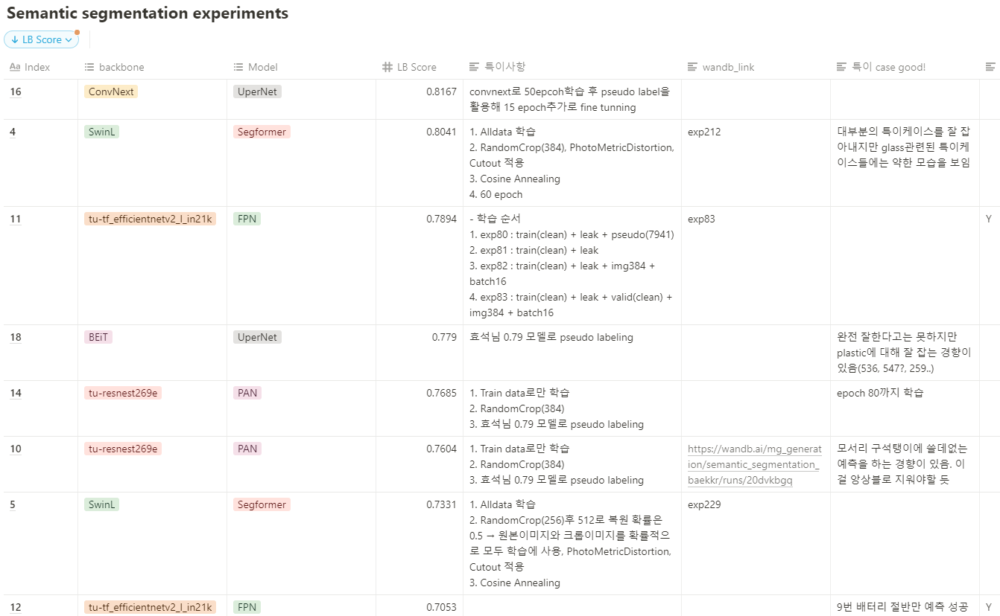 Semantic segmentation experiments
LB Score
Index backbone Model LB Score 특이사항 wandb_link 특이 case good!
16 ConvNext UperNet 0.8167 convnext로 50epcoh학습 후 pseudo label을
활용해 15 epoch추가로 fine tunning
4 SwinL Segformer 0.8041 1. Alldata 학습 exp212 대부분의 특이케이스를 잘 잡
2. RandomCrop(384), PhotoMetricDistortion, 아내지만 glass관련된 특이케
Cutout 적용 이스들에는 약한 모습을 보임
3. Cosine Annealing
4. 60 epoch
11 tu-tf_efficientnetv2_l_in21k FPN 0.7894 - 학습 순서 exp83 Y
1. exp80 : train(clean) + leak + pseudo(7941)
2. exp81 : train(clean) + leak
3. exp82 : train(clean) + leak + img384 +
batch16
4. exp83 : train(clean) + leak + valid(clean) +
img384 + batch16
18 BEiT UperNet 0.779 효석님 0.79 모델로 pseudo labeling 완전 잘한다고는 못하지만
plastic에 대해 잘 잡는 경향이
있음(536, 547?, 259..)
14 tu-resnest269e PAN 0.7685 1. Train data로만 학습 epoch 80까지 학습
2. RandomCrop(384)
3. 효석님 0.79 모델로 pseudo labeling
10 tu-resnest269e PAN 0.7604 1. Train data로만 학습 https://wandb.ai/mg_generat 모서리 구석탱이에 쓸데없는
2. RandomCrop(384) ion/semantic_segmentation_ 예측을 하는 경향이 있음. 이
3. 효석님 0.79 모델로 pseudo labeling baekkr/runs/20dvkbgq 걸 앙상블로 지워야할 듯
5 SwinL Segformer 0.7331 1. Alldata 학습 exp229
2. RandomCrop(256)후 512로 복원 확률은
0.5 → 원본이미지와 크롭이미지를 확률적으
로 모두 학습에 사용, PhotoMetricDistortion,
Cutout 적용
3. Cosine Annealing
12 tu-tf_efficientnetv2_l_in21k FPN 0.7053 9번 배터리 절반만 예측 성공 Y